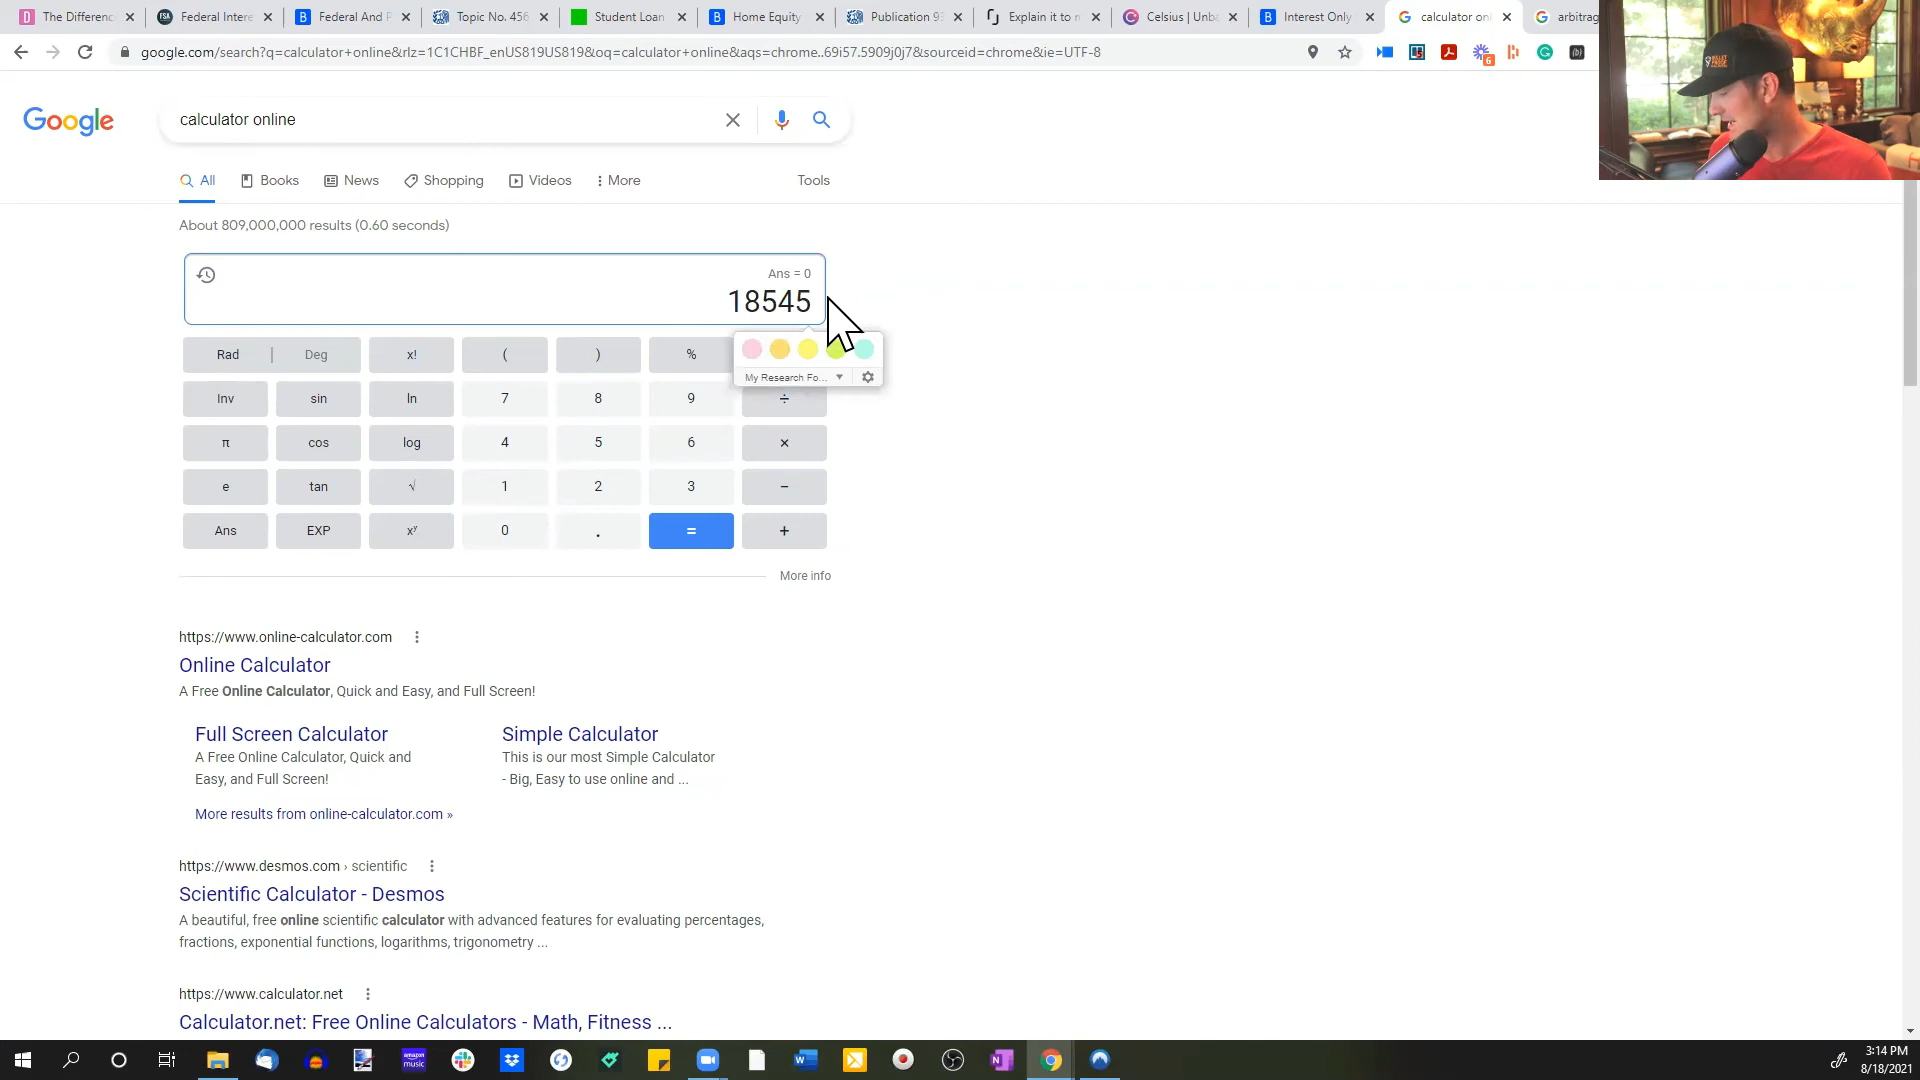 The Differenc
Federal Intere
Federal And P
Topic No. 456
Student Loan
Home Equity
Publication 93
Explain it to m
Celsius | Unba
Interest Only
calculator onl
arbitrag
google.com/search?q=calculator+online&rlz=1C1CHBF_enUS819US819&oq=calculator+online&aqs=chrome..69i57.5909j0j7&sourceid=chrome&ie=UTF-8
Google
calculator online
All
Books
News
Shopping
Videos
More
Tools
About 809,000,000 results (0.60 seconds)
Ans = 0
18545
My Research Fo...
Rad | Deg x! ( ) %
Inv sin ln 7 8 9 ÷
π cos log 4 5 6 ×
e tan √ 1 2 3 −
Ans EXP xʸ 0 . = +
More info
https://www.online-calculator.com
Online Calculator
A Free Online Calculator, Quick and Easy, and Full Screen!
Full Screen Calculator
A Free Online Calculator, Quick and
Easy, and Full Screen!
Simple Calculator
This is our most Simple Calculator
- Big, Easy to use online and ...
More results from online-calculator.com »
https://www.desmos.com › scientific
Scientific Calculator - Desmos
A beautiful, free online scientific calculator with advanced features for evaluating percentages,
fractions, exponential functions, logarithms, trigonometry ...
https://www.calculator.net
Calculator.net: Free Online Calculators - Math, Fitness ...
3:14 PM
8/18/2021